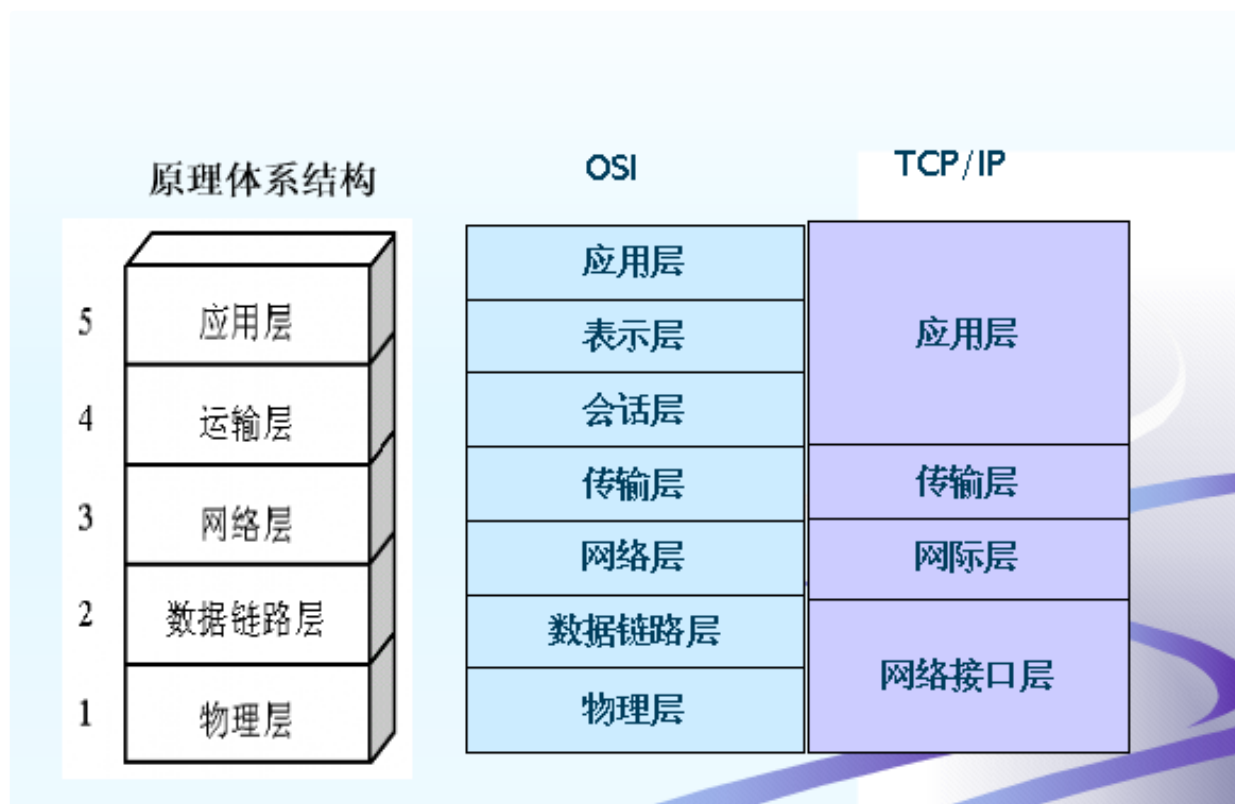 原理体系结构
5 应用层
4 运输层
3 网络层
2 数据链路层
1 物理层
OSI
应用层
表示层
会话层
传输层
网络层
数据链路层
物理层
TCP/IP
应用层
传输层
网际层
网络接口层